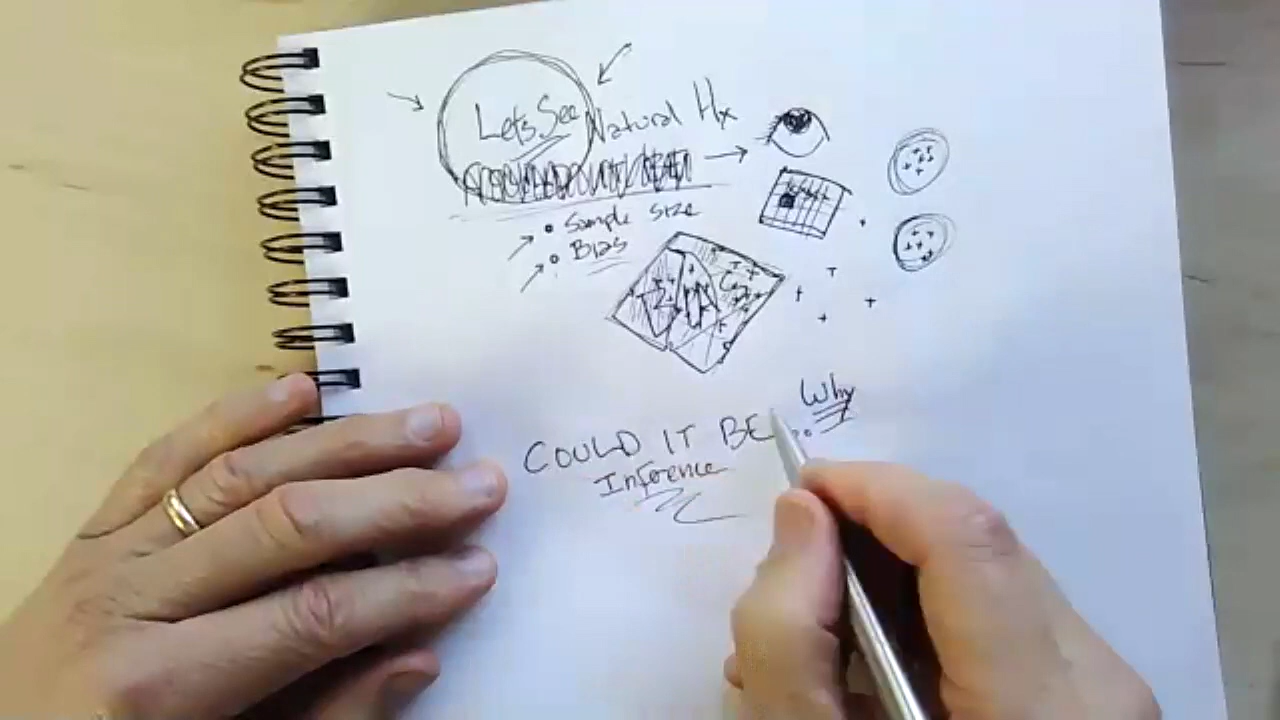 Lets See
Natural Hx
Sample Size
Bias
Why
COULD IT BE..
Inference